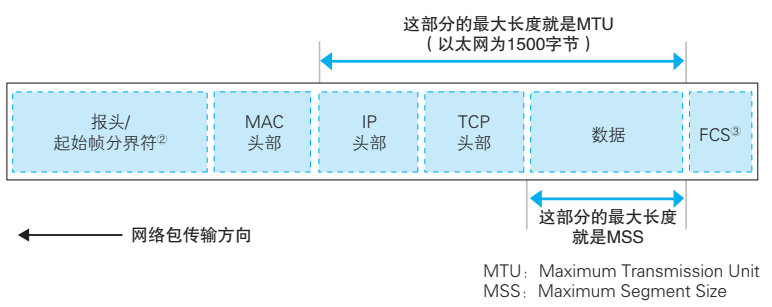 这部分的最大长度就是MTU
（以太网为1500字节）
报头/
起始帧分界符②
MAC
头部
IP
头部
TCP
头部
数据
FCS③
这部分的最大长度
就是MSS
网络包传输方向
MTU：Maximum Transmission Unit
MSS：Maximum Segment Size